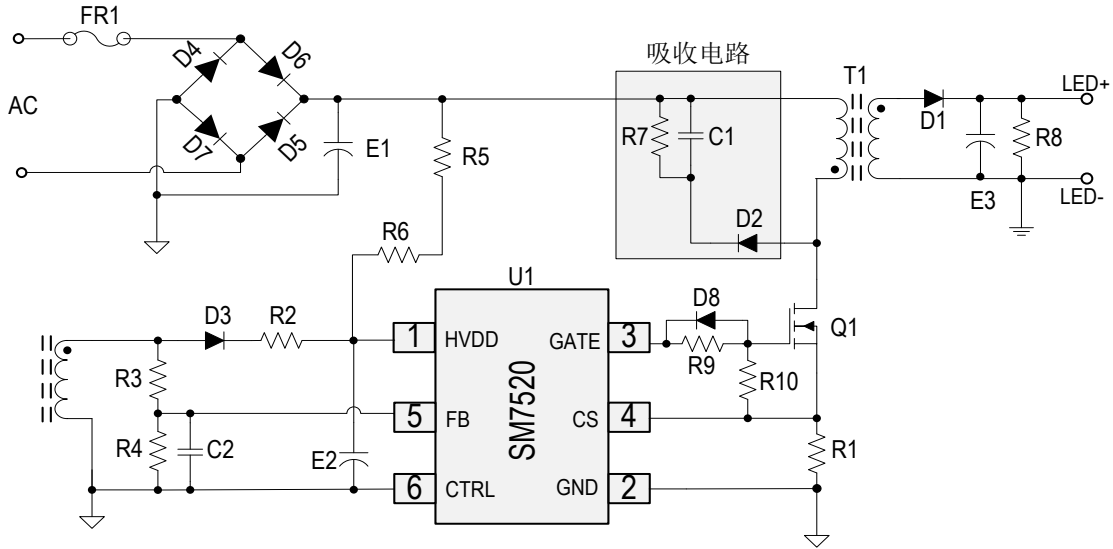 FR1
D4
D6
吸收电路
T1
LED+
AC
D1
D7
D5
E1
R5
R7
C1
R8
E3
LED-
D2
R6
U1
D8
Q1
D3
R2
1
HVDD
GATE
3
R9
R3
R10
SM7520
5
FB
CS
4
R4
C2
E2
R1
6
CTRL
GND
2